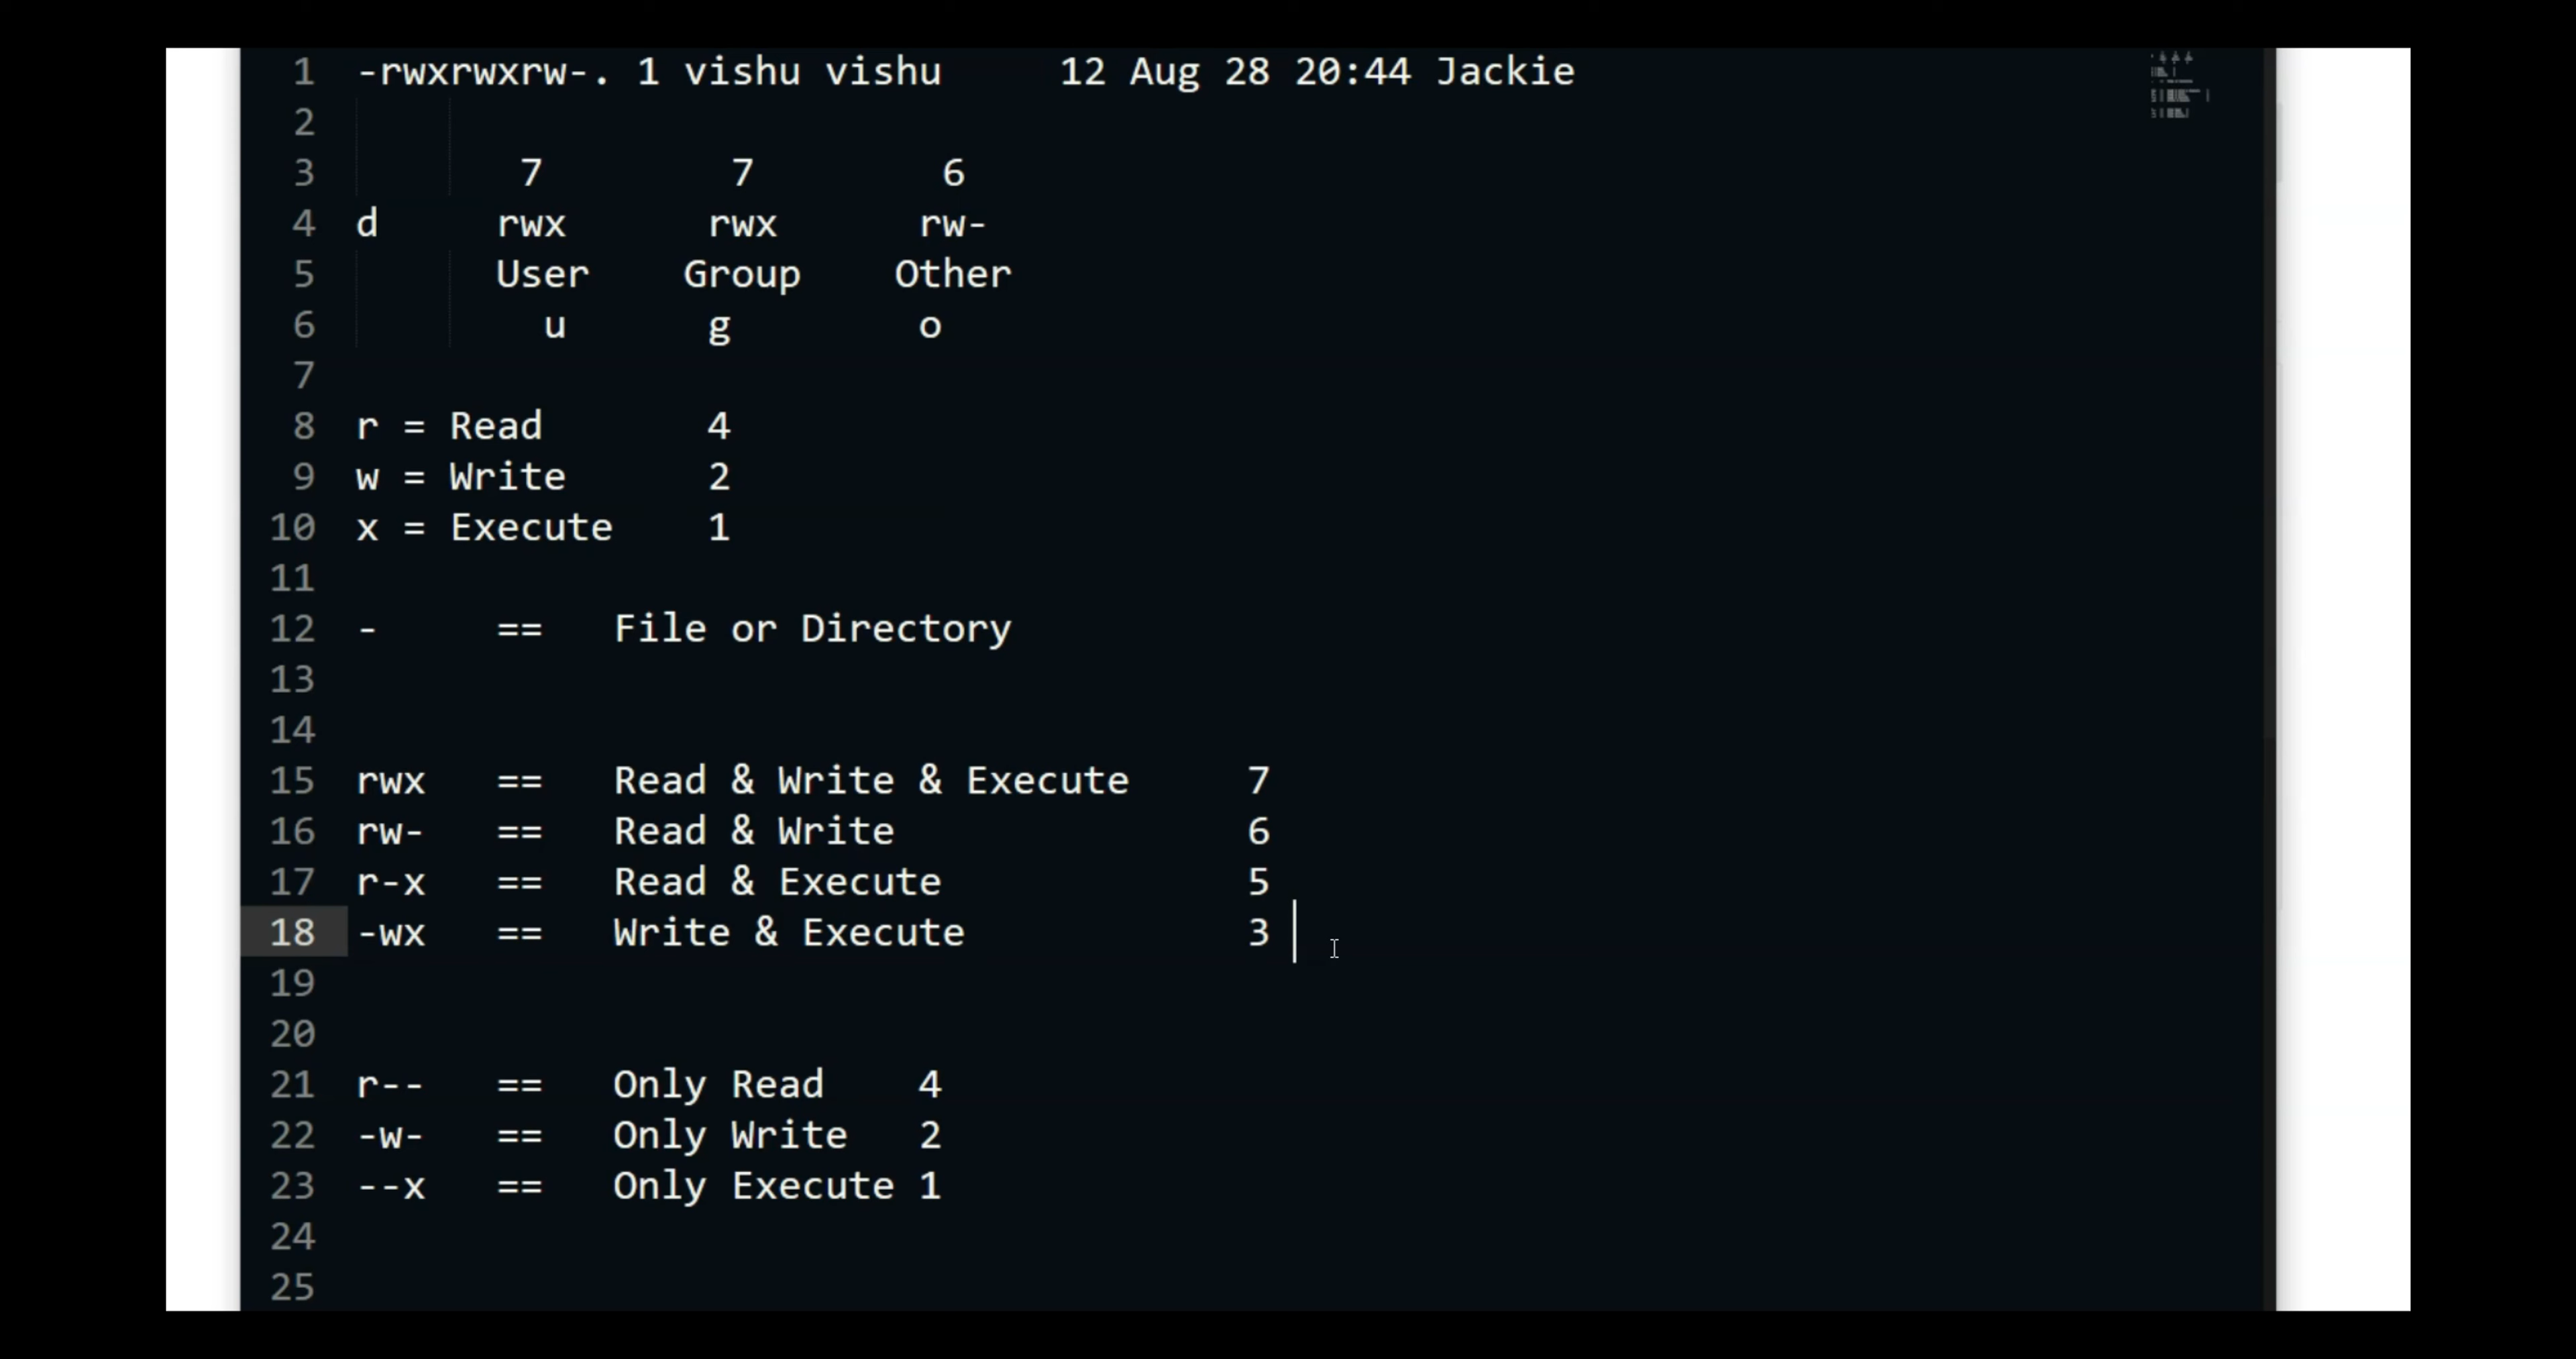 1 -rwxrwxrw-. 1 vishu vishu     12 Aug 28 20:44 Jackie
2
3 7 7 6
4 d rwx rwx rw-
5 User Group Other
6 u g o
7
8 r = Read 4
9 w = Write 2
10 x = Execute 1
11
12 - == File or Directory
13
14
15 rwx == Read & Write & Execute 7
16 rw- == Read & Write 6
17 r-x == Read & Execute 5
18 -wx == Write & Execute 3
19
20
21 r-- == Only Read 4
22 -w- == Only Write 2
23 --x == Only Execute 1
24
25